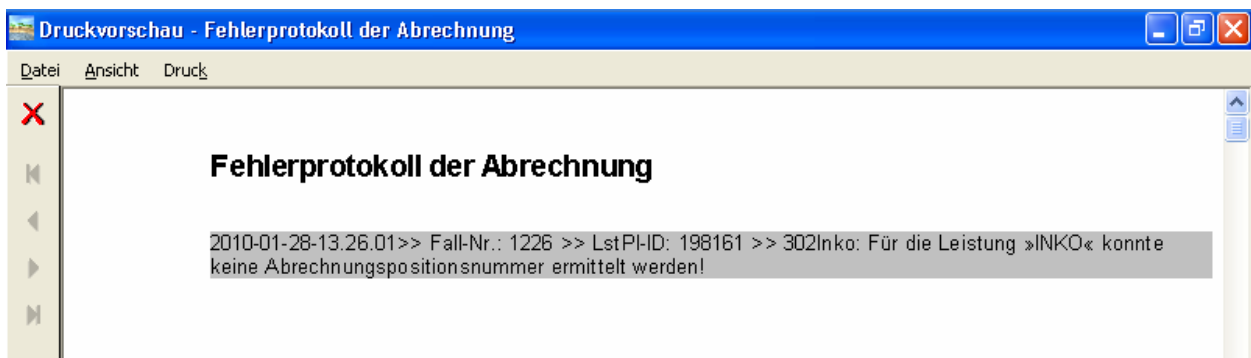 Druckvorschau - Fehlerprotokoll der Abrechnung
Datei Ansicht Druck
Fehlerprotokoll der Abrechnung
2010-01-28-13.26.01>> Fall-Nr.: 1226 >> LstPl-ID: 198161 >> 302Inko: Für die Leistung »INKO« konnte
keine Abrechnungspositionsnummer ermittelt werden!